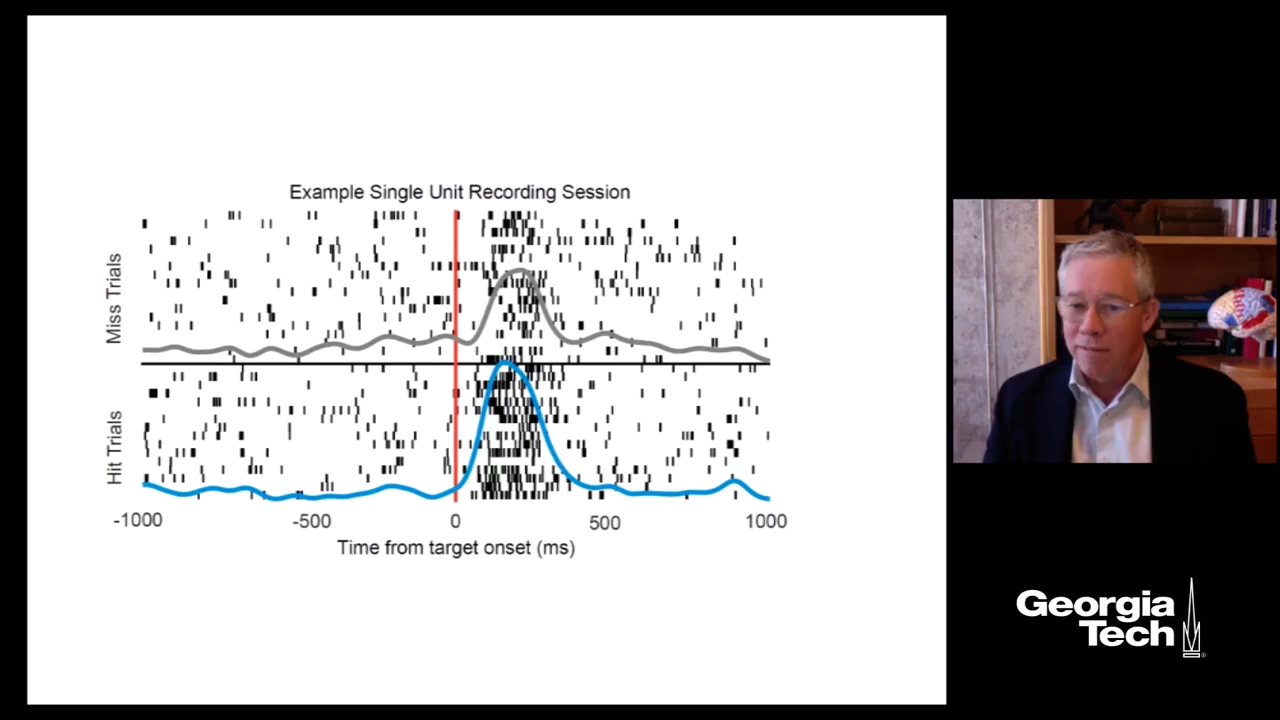 Example Single Unit Recording Session
Miss Trials
Hit Trials
-1000
-500
0
500
1000
Time from target onset (ms)
Georgia
Tech